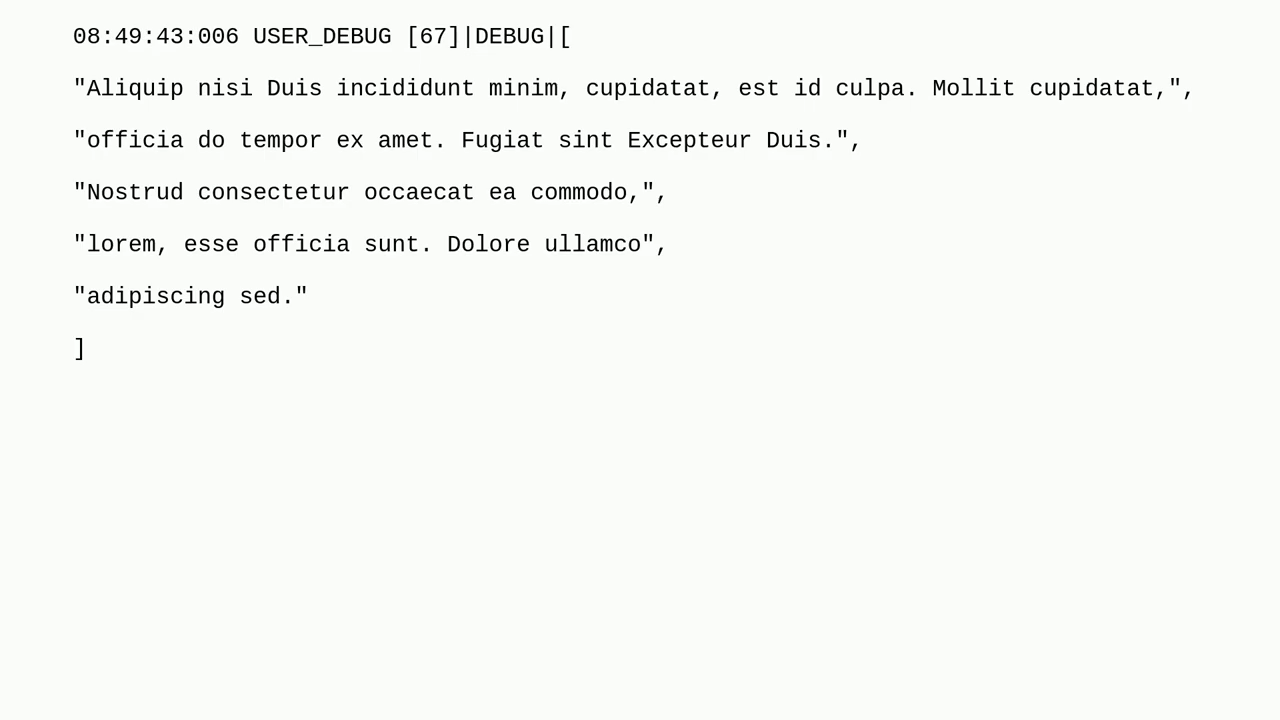 08:49:43:006 USER_DEBUG [67]|DEBUG|[
"Aliquip nisi Duis incididunt minim, cupidatat, est id culpa. Mollit cupidatat,",
"officia do tempor ex amet. Fugiat sint Excepteur Duis.",
"Nostrud consectetur occaecat ea commodo,",
"lorem, esse officia sunt. Dolore ullamco",
"adipiscing sed."
]